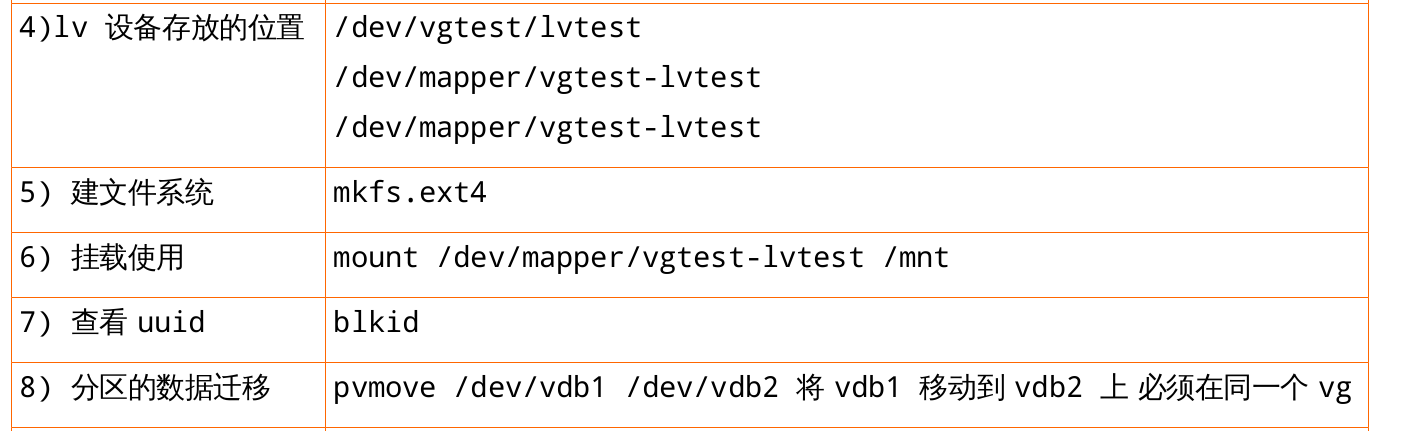 4)lv 设备存放的位置
/dev/vgtest/lvtest
/dev/mapper/vgtest-lvtest
/dev/mapper/vgtest-lvtest
5) 建文件系统
mkfs.ext4
6) 挂载使用
mount /dev/mapper/vgtest-lvtest /mnt
7) 查看 uuid
blkid
8) 分区的数据迁移
pvmove /dev/vdb1 /dev/vdb2 将 vdb1 移动到 vdb2 上 必须在同一个 vg